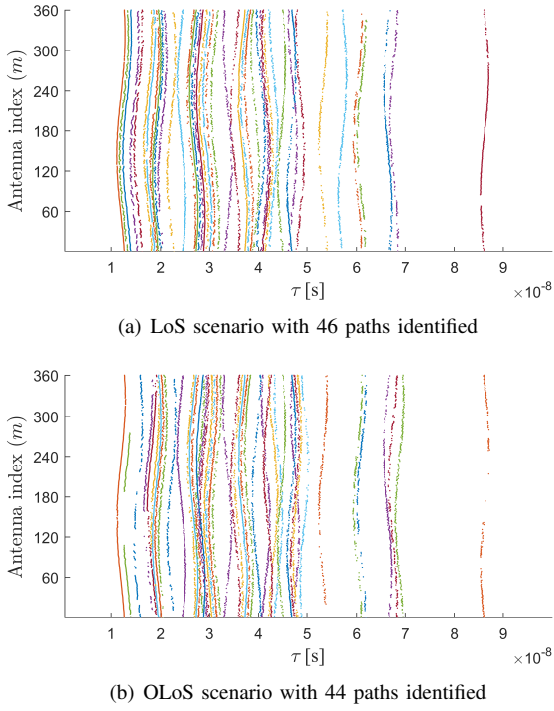 360
300
240
180
120
60
Antenna index (m)
1 2 3 4 5 6 7 8 9
τ [s]
×10⁻⁸
(a) LoS scenario with 46 paths identified
360
300
240
180
120
60
Antenna index (m)
1 2 3 4 5 6 7 8 9
τ [s]
×10⁻⁸
(b) OLoS scenario with 44 paths identified